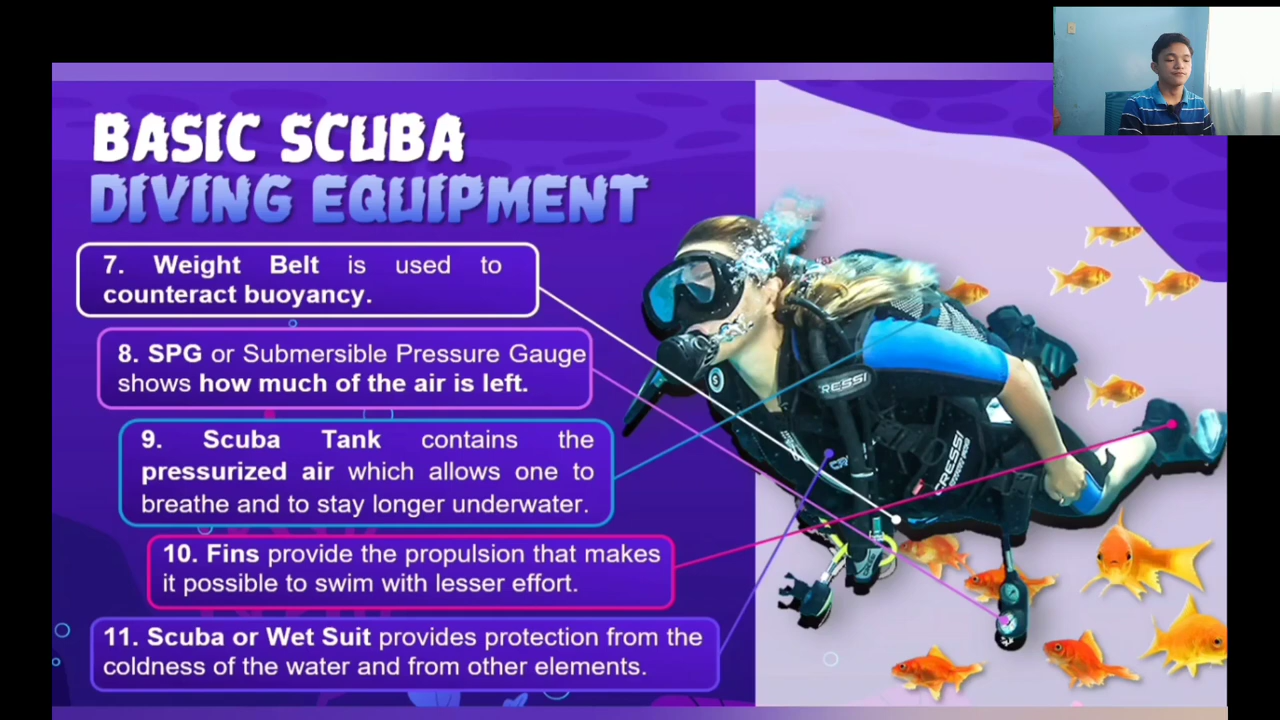 BASIC SCUBA
DIVING EQUIPMENT
7. Weight Belt is used to
counteract buoyancy.
8. SPG or Submersible Pressure Gauge
shows how much of the air is left.
9. Scuba Tank contains the
pressurized air which allows one to
breathe and to stay longer underwater.
10. Fins provide the propulsion that makes
it possible to swim with lesser effort.
11. Scuba or Wet Suit provides protection from the
coldness of the water and from other elements.
RESSI
CRESSI